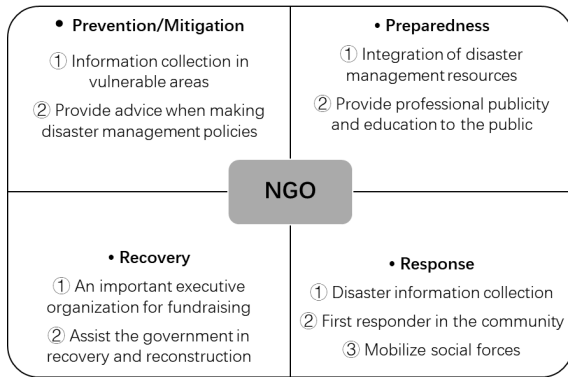 • Prevention/Mitigation
① Information collection in
vulnerable areas
② Provide advice when making
disaster management policies
• Preparedness
① Integration of disaster
management resources
② Provide professional publicity
and education to the public
NGO
• Recovery
① An important executive
organization for fundraising
② Assist the government in
recovery and reconstruction
• Response
① Disaster information collection
② First responder in the community
③ Mobilize social forces